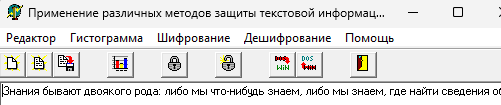 Применение различных методов защиты текстовой информац...
Редактор Гистограмма Шифрование Дешифрование Помощь
DOS WIN DOS WIN
Знания бывают двоякого рода: либо мы что-нибудь знаем, либо мы знаем, где найти сведения об